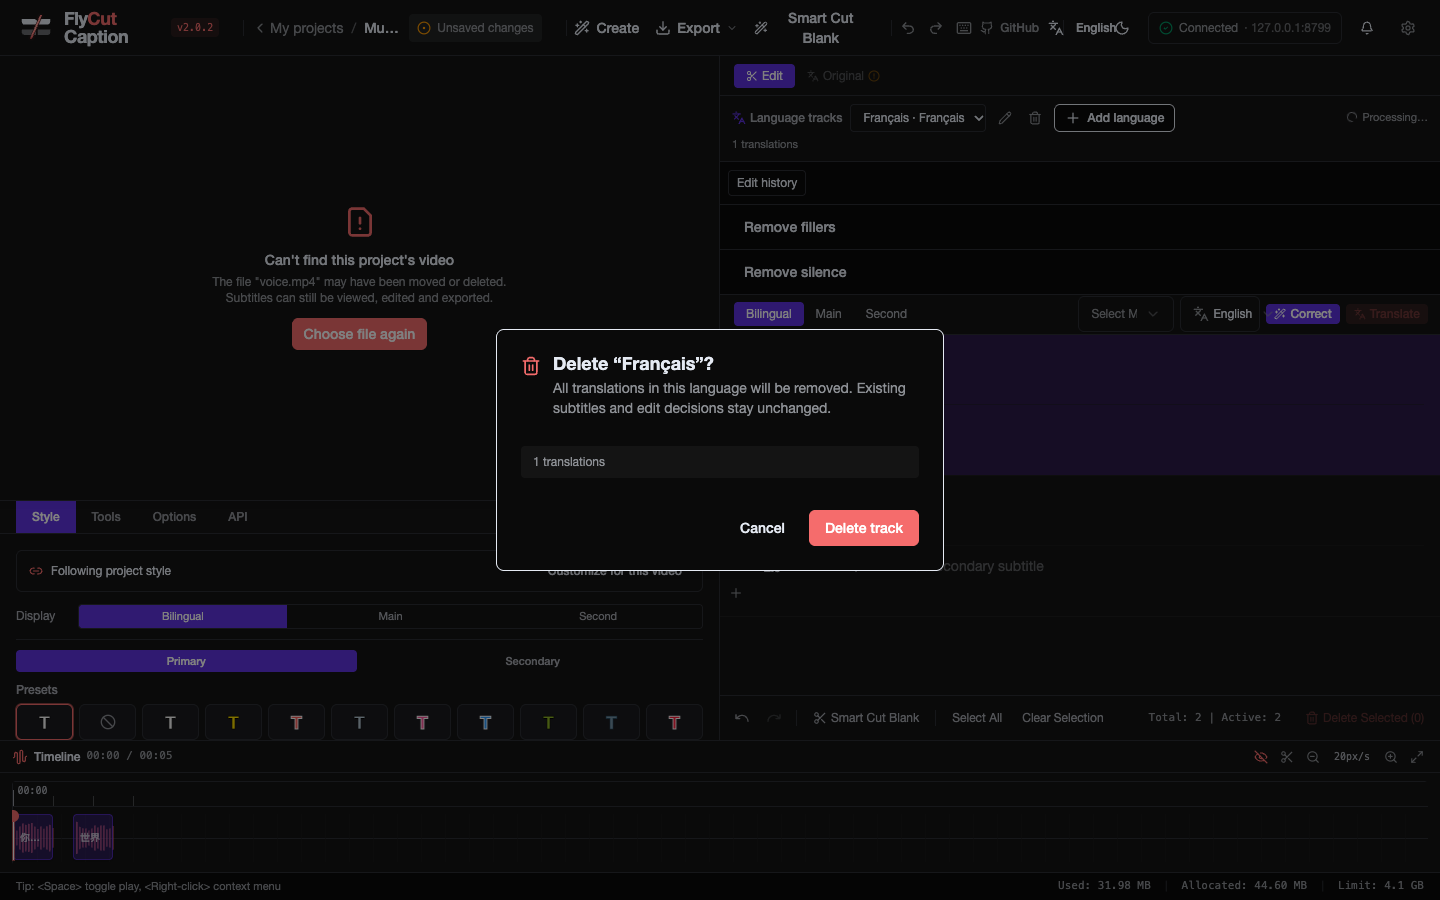 FlyCut Caption
v2.0.2
My projects / Mu...
Unsaved changes
Create
Export
Smart Cut Blank
GitHub
English
Connected · 127.0.0.1:8799
Edit
Original
Language tracks
Français · Français
Add language
Processing...
1 translations
Edit history
Remove fillers
Remove silence
Bilingual
Main
Second
Select M
English
Correct
Translate
Can't find this project's video
The file "voice.mp4" may have been moved or deleted.
Subtitles can still be viewed, edited and exported.
Choose file again
Delete “Français”?
All translations in this language will be removed. Existing
subtitles and edit decisions stay unchanged.
1 translations
Cancel
Delete track
condary subtitle
Style
Tools
Options
API
Following project style
Customize for this video
Display
Bilingual
Main
Second
Primary
Secondary
Presets
T
T
T
T
T
T
T
T
T
T
Smart Cut Blank
Select All
Clear Selection
Total: 2 | Active: 2
Delete Selected (0)
Timeline
00:00 / 00:05
20px/s
00:00
你...
世界
Tip: <Space> toggle play, <Right-click> context menu
Used: 31.98 MB
Allocated: 44.60 MB
Limit: 4.1 GB